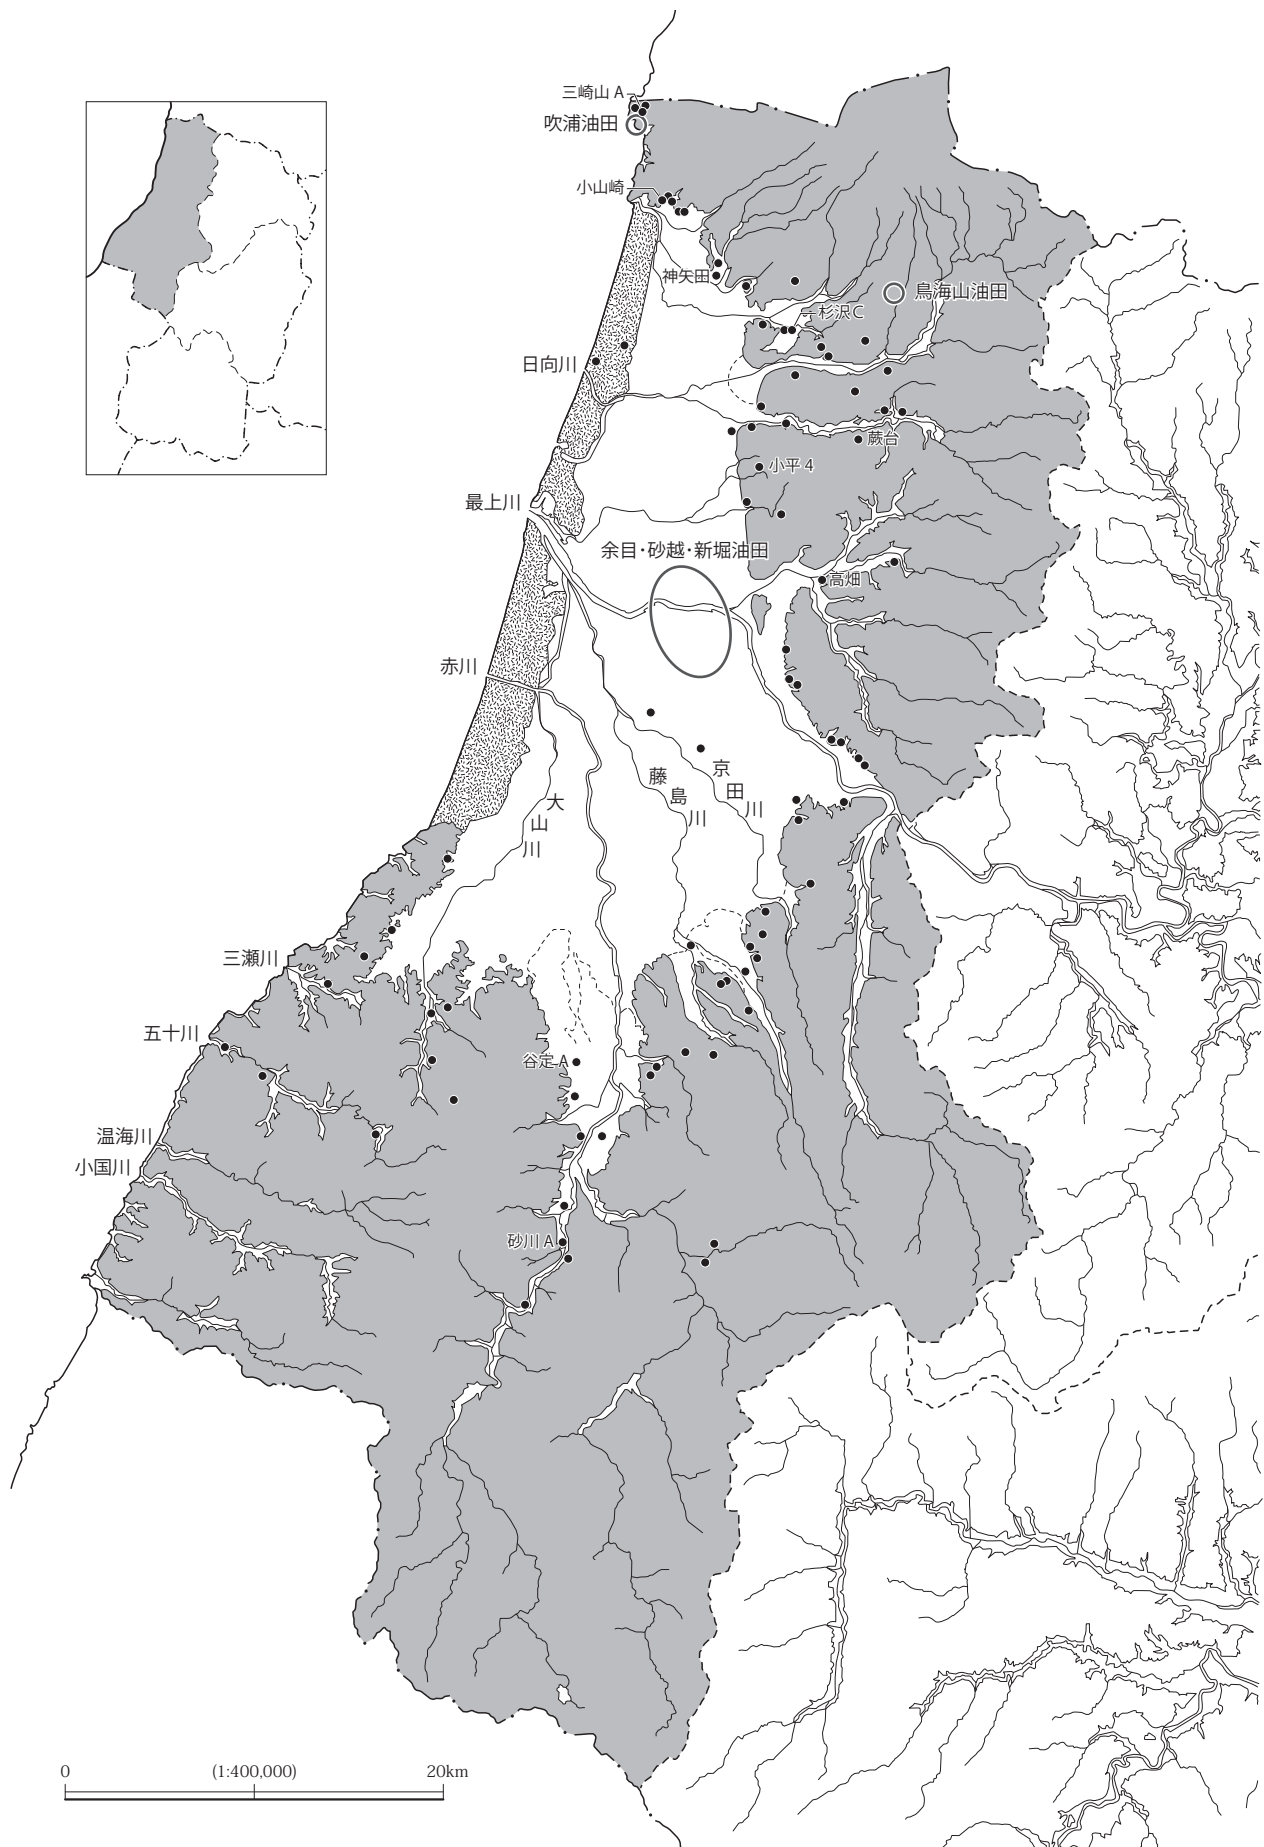 三崎山 A
吹浦油田
小山崎
神矢田
鳥海山油田
杉沢C
日向川
蕨台
小平 4
最上川
余目･砂越･新堀油田
高畑
赤川
藤島川
京田川
大山川
三瀬川
五十川
谷定 A
温海川
小国川
砂川 A
0 (1:400,000) 20km